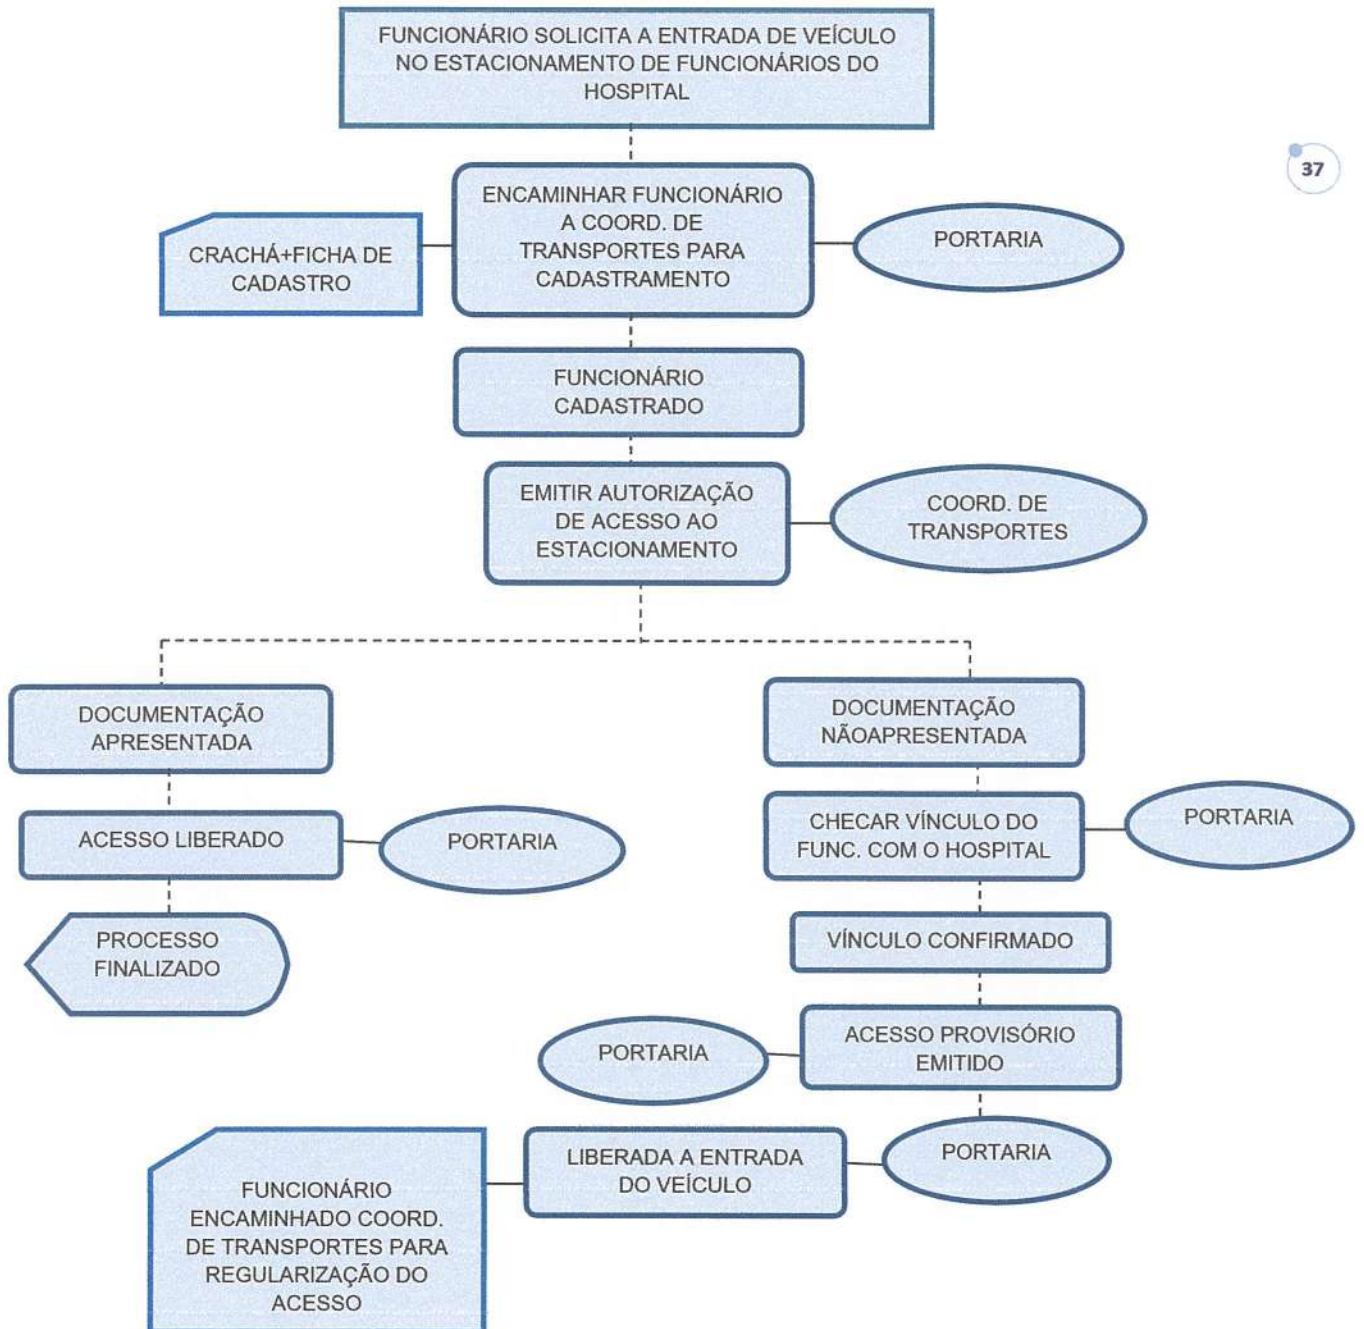 FUNCIONÁRIO SOLICITA A ENTRADA DE VEÍCULO
NO ESTACIONAMENTO DE FUNCIONÁRIOS DO
HOSPITAL
37
ENCAMINHAR FUNCIONÁRIO
A COORD. DE
TRANSPORTES PARA
CADASTRAMENTO
CRACHÁ+FICHA DE
CADASTRO
PORTARIA
FUNCIONÁRIO
CADASTRADO
EMITIR AUTORIZAÇÃO
DE ACESSO AO
ESTACIONAMENTO
COORD. DE
TRANSPORTES
DOCUMENTAÇÃO
APRESENTADA
ACESSO LIBERADO
PORTARIA
PROCESSO
FINALIZADO
DOCUMENTAÇÃO
NÃOAPRESENTADA
CHECAR VÍNCULO DO
FUNC. COM O HOSPITAL
PORTARIA
VÍNCULO CONFIRMADO
ACESSO PROVISÓRIO
EMITIDO
PORTARIA
PORTARIA
LIBERADA A ENTRADA
DO VEÍCULO
FUNCIONÁRIO
ENCAMINHADO COORD.
DE TRANSPORTES PARA
REGULARIZAÇÃO DO
ACESSO